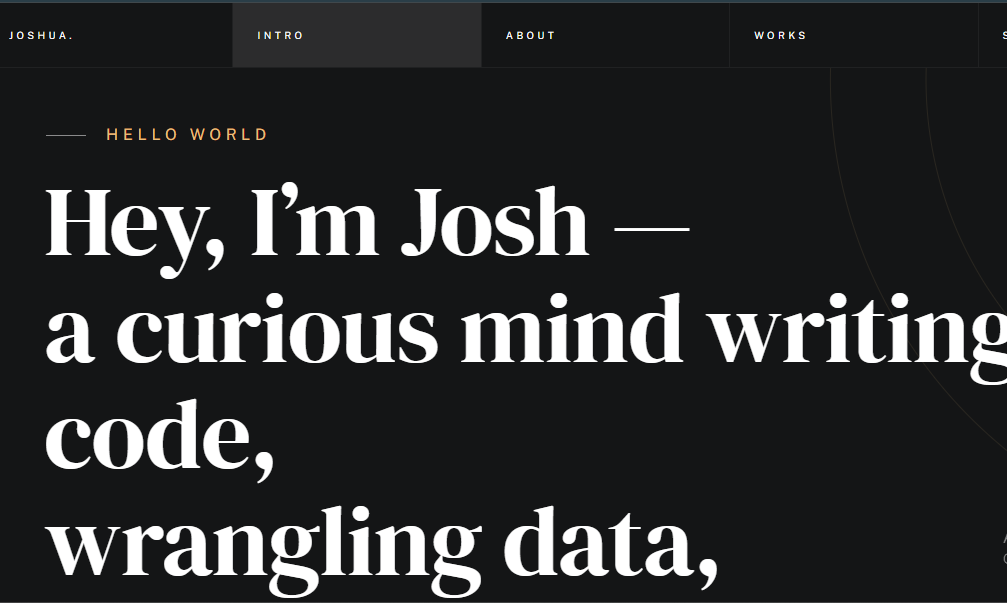 JOSHUA.
INTRO
ABOUT
WORKS
HELLO WORLD
Hey, I’m Josh —
a curious mind writing
code,
wrangling data,